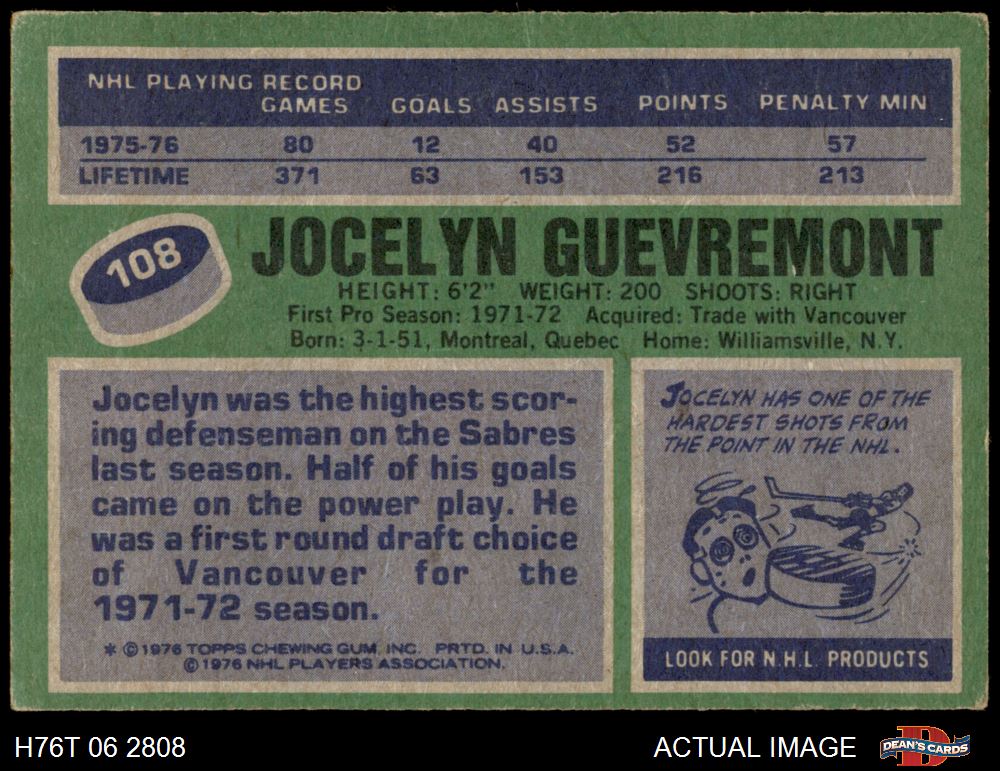 NHL PLAYING RECORD
GAMES GOALS ASSISTS POINTS PENALTY MIN
1975-76 80 12 40 52 57
LIFETIME 371 63 153 216 213
108
JOCELYN GUEVREMONT
HEIGHT: 6'2" WEIGHT: 200 SHOOTS: RIGHT
First Pro Season: 1971-72 Acquired: Trade with Vancouver
Born: 3-1-51, Montreal, Quebec Home: Williamsville, N.Y.
Jocelyn was the highest scor-
ing defenseman on the Sabres
last season. Half of his goals
came on the power play. He
was a first round draft choice
of Vancouver for the
1971-72 season.
* © 1976 TOPPS CHEWING GUM, INC. PRTD. IN U.S.A.
© 1976 NHL PLAYERS ASSOCIATION.
JOCELYN HAS ONE OF THE
HARDEST SHOTS FROM
THE POINT IN THE NHL.
LOOK FOR N.H.L. PRODUCTS
H76T 06 2808
ACTUAL IMAGE
DEAN'S CARDS